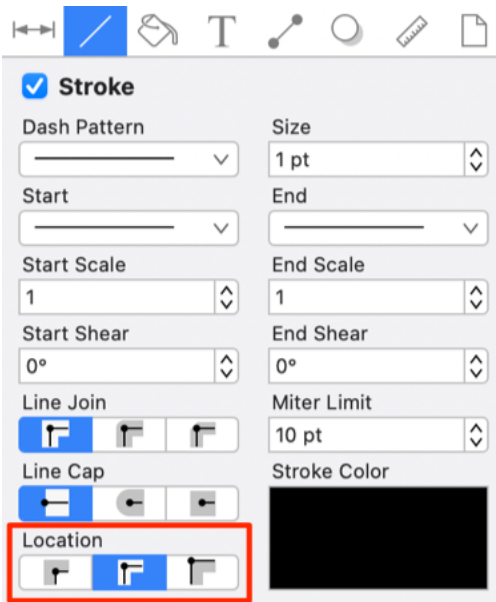 T
Stroke
Dash Pattern Size
1 pt
Start End
Start Scale End Scale
1 1
Start Shear End Shear
0° 0°
Line Join Miter Limit
10 pt
Line Cap Stroke Color
Location